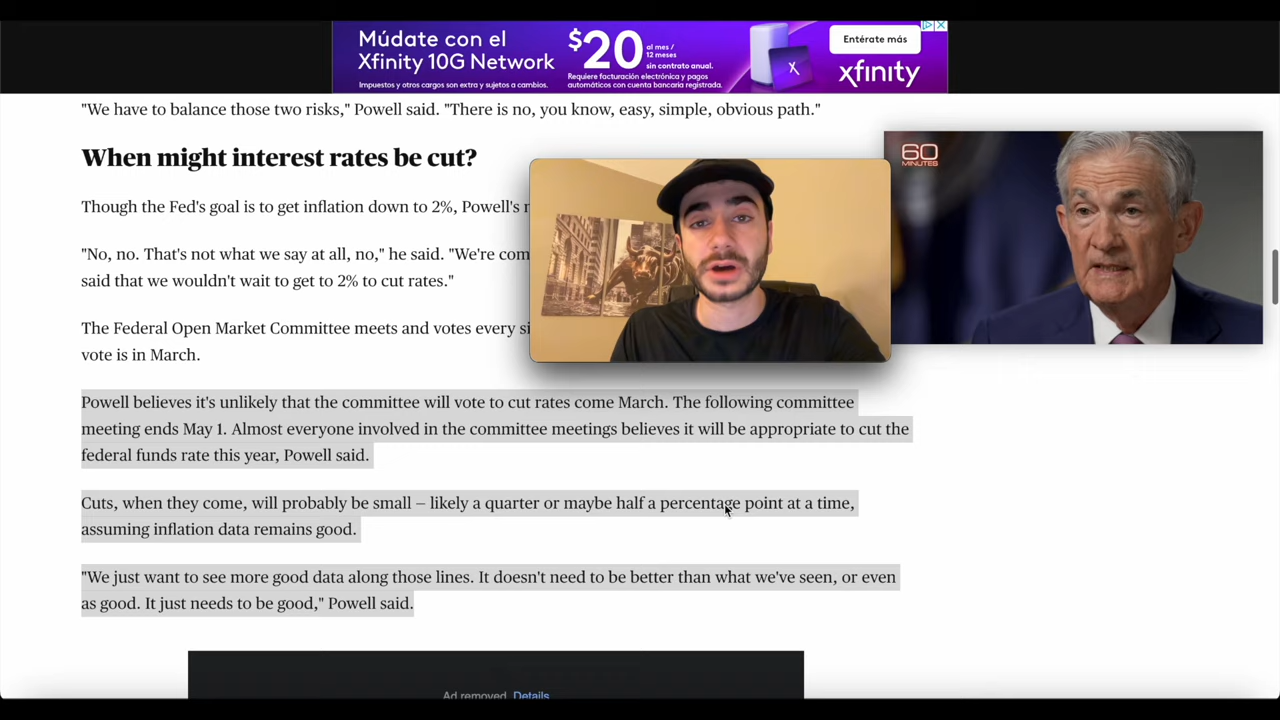 Múdate con el
Xfinity 10G Network
Impuestos y otros cargos son extra y sujetos a cambios.
$20
al mes /
12 meses
sin contrato anual.
Requiere facturación electrónica y pagos
automáticos con cuenta bancaria registrada.
Entérate más
xfinity
"We have to balance those two risks," Powell said. "There is no, you know, easy, simple, obvious path."
When might interest rates be cut?
60
MINUTES
Though the Fed's goal is to get inflation down to 2%, Powell's
"No, no. That's not what we say at all, no," he said. "We're
said that we wouldn't wait to get to 2% to cut rates."
The Federal Open Market Committee meets and votes every
vote is in March.
Powell believes it's unlikely that the committee will vote to cut rates come March. The following committee
meeting ends May 1. Almost everyone involved in the committee meetings believes it will be appropriate to cut the
federal funds rate this year, Powell said.
Cuts, when they come, will probably be small – likely a quarter or maybe half a percentage point at a time,
assuming inflation data remains good.
"We just want to see more good data along those lines. It doesn't need to be better than what we've seen, or even
as good. It just needs to be good," Powell said.
Ad removed. Details